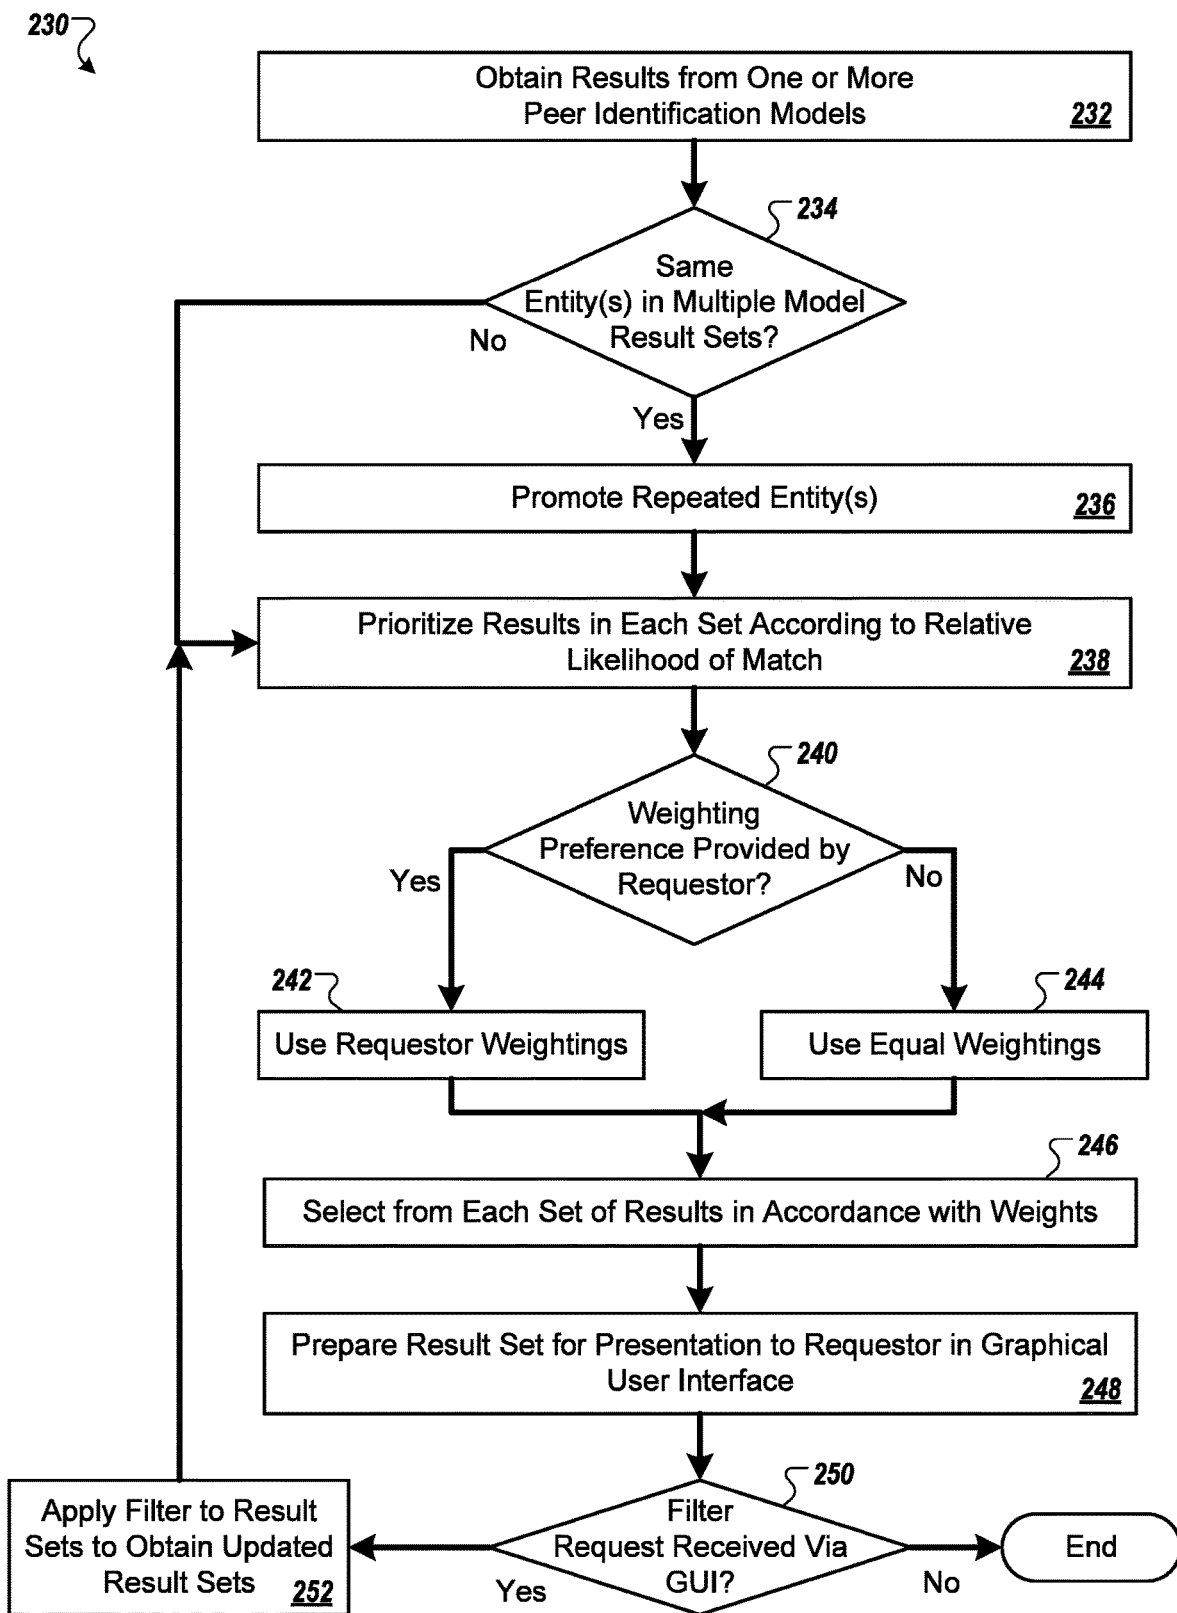 230
Obtain Results from One or More
Peer Identification Models
232
234
Same
Entity(s) in Multiple Model
Result Sets?
No
Yes
Promote Repeated Entity(s)
236
Prioritize Results in Each Set According to Relative
Likelihood of Match
238
240
Weighting
Preference Provided by
Requestor?
Yes
No
242
244
Use Requestor Weightings
Use Equal Weightings
246
Select from Each Set of Results in Accordance with Weights
Prepare Result Set for Presentation to Requestor in Graphical
User Interface
248
250
Filter
Request Received Via
GUI?
Yes
No
End
Apply Filter to Result
Sets to Obtain Updated
Result Sets
252